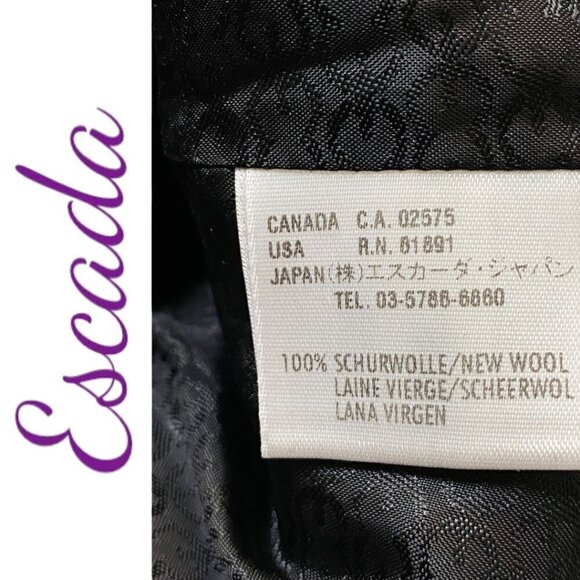 Escada
CANADA C.A. 02575
USA R.N. 61891
JAPAN (株)エスカーダ・ジャパン
TEL. 03-5786-6660
100% SCHURWOLLE/NEW WOOL
LAINE VIERGE/SCHEERWOL
LANA VIRGEN